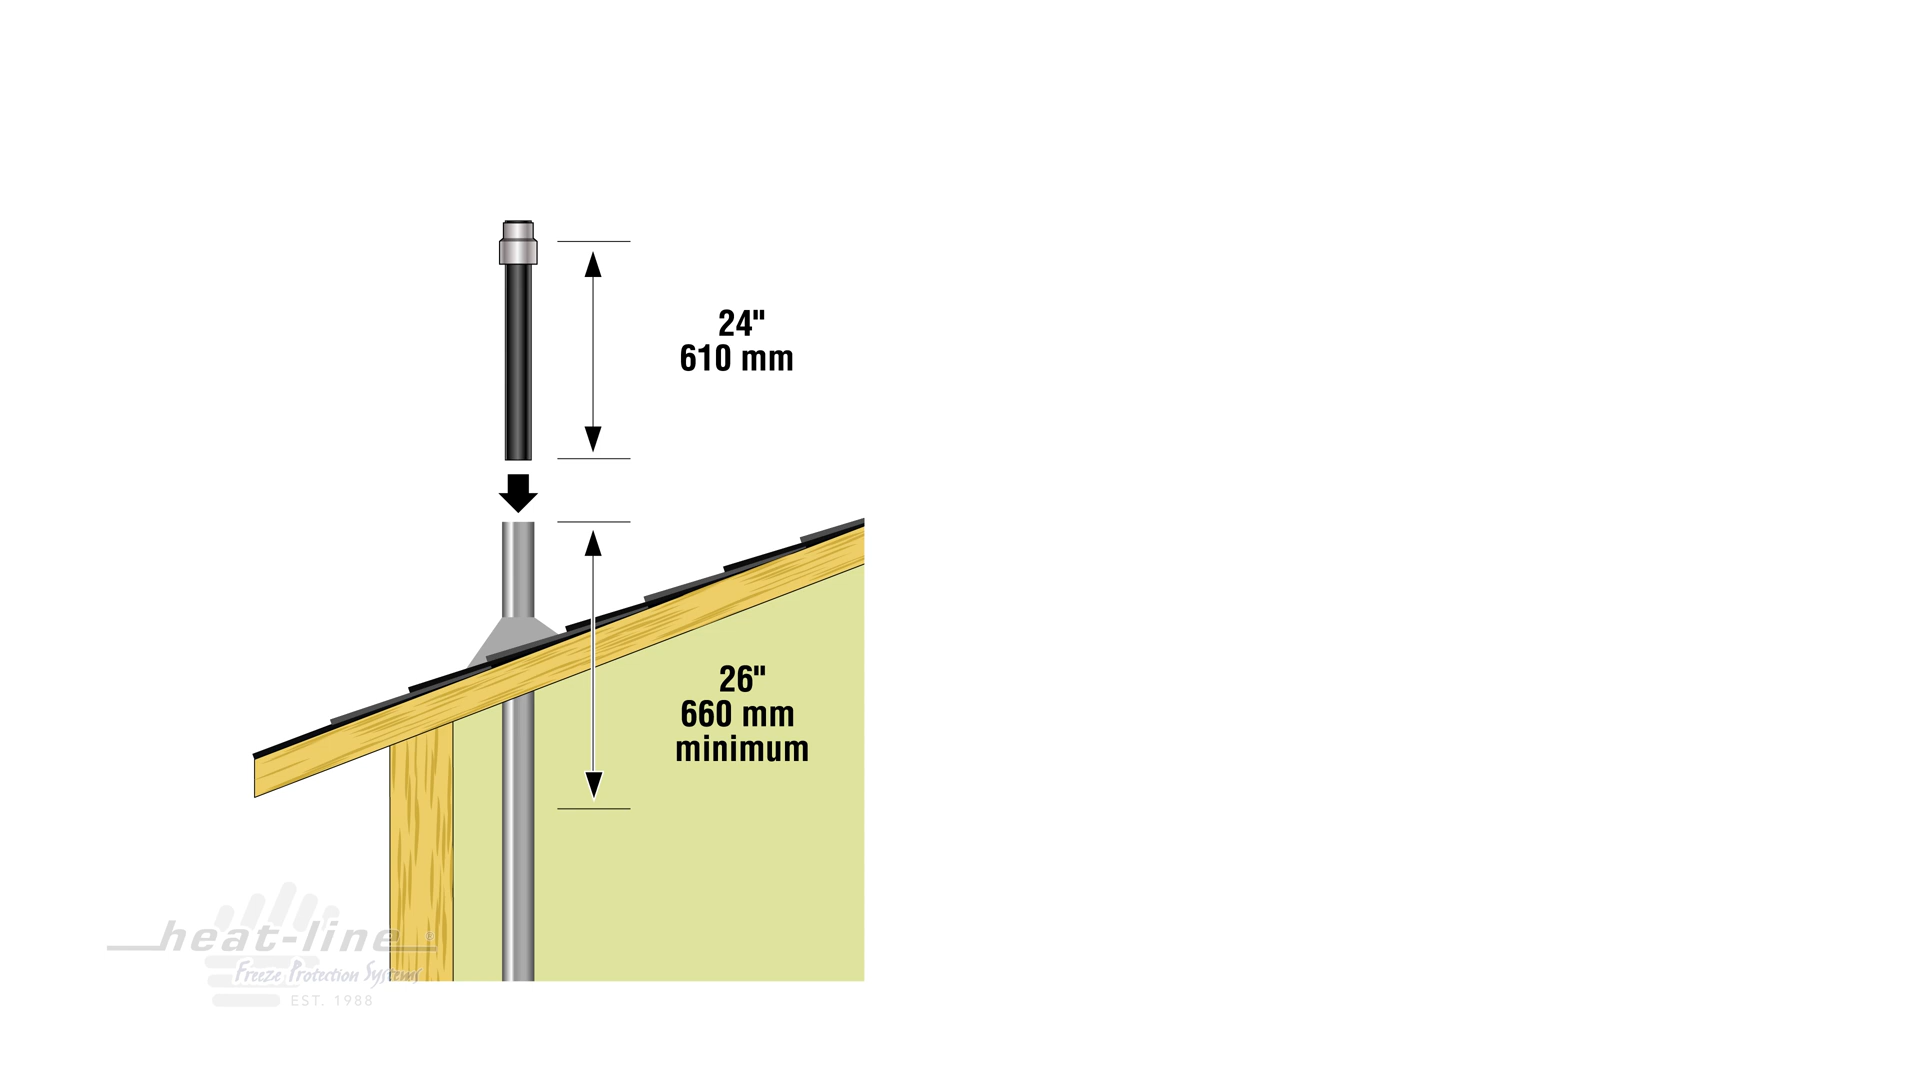 24"
610 mm
26"
660 mm
minimum
heat-line ®
Freeze Protection Systems
EST. 1988